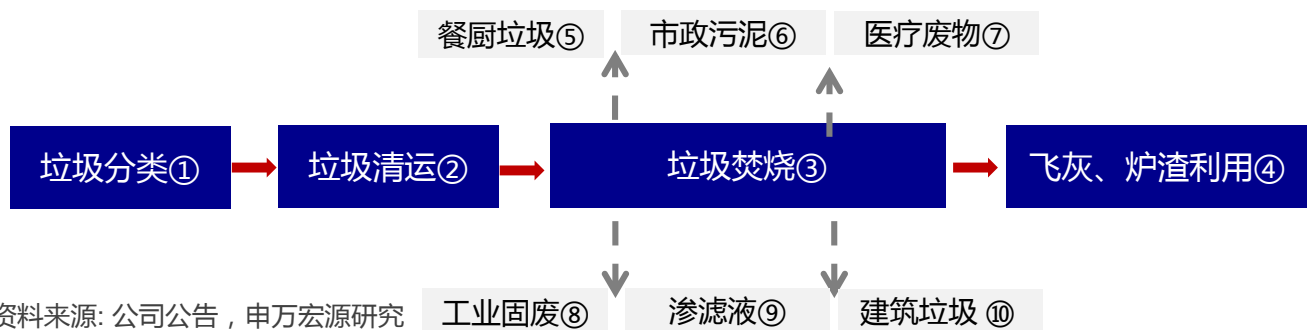 餐厨垃圾⑤ 市政污泥⑥ 医疗废物⑦
垃圾分类① 垃圾清运② 垃圾焚烧③ 飞灰、炉渣利用④
资料来源: 公司公告，申万宏源研究 工业固废⑧ 渗滤液⑨ 建筑垃圾 ⑩